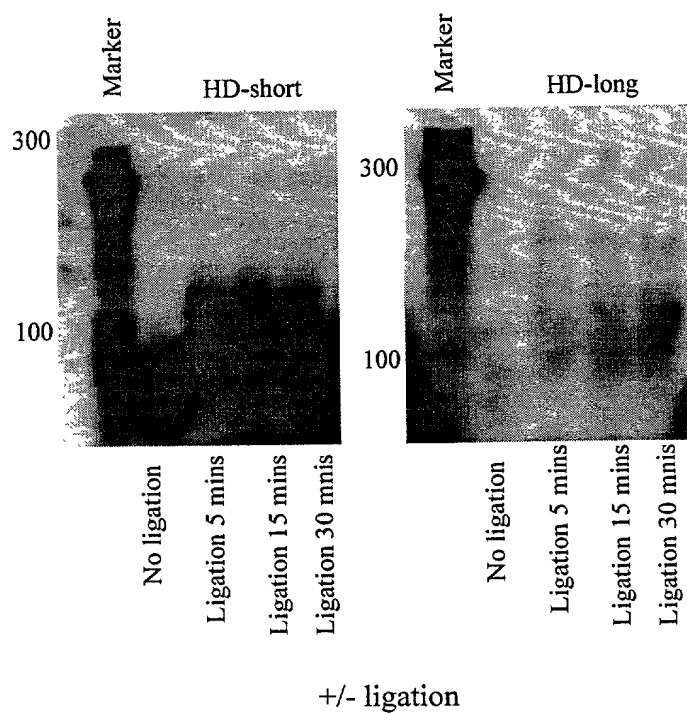 Marker
HD-short
300
100
No ligation
Ligation 5 mins
Ligation 15 mins
Ligation 30 mnis
Marker
HD-long
300
100
No ligation
Ligation 5 mins
Ligation 15 mins
Ligation 30 mins
+/- ligation